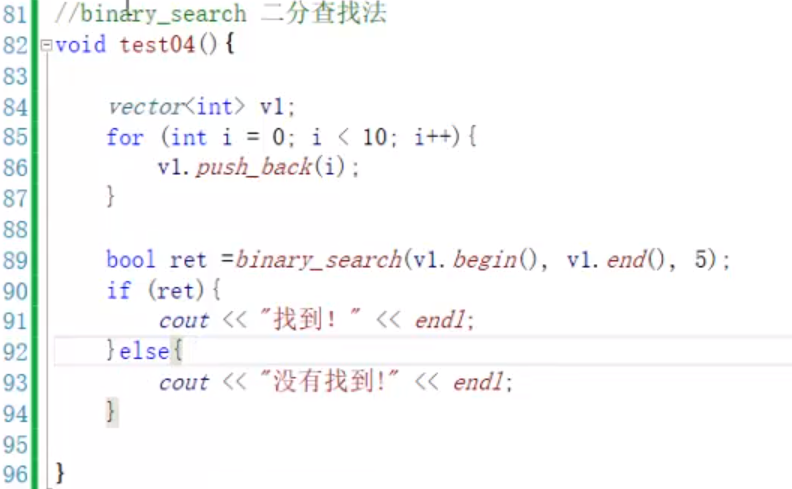 81 //binary_search 二分查找法
82 void test04(){
83
84 vector<int> v1;
85 for (int i = 0; i < 10; i++){
86 v1.push_back(i);
87 }
88
89 bool ret =binary_search(v1.begin(), v1.end(), 5);
90 if (ret){
91 cout << "找到！" << endl;
92 }else{
93 cout << "没有找到!" << endl;
94 }
95
96 }